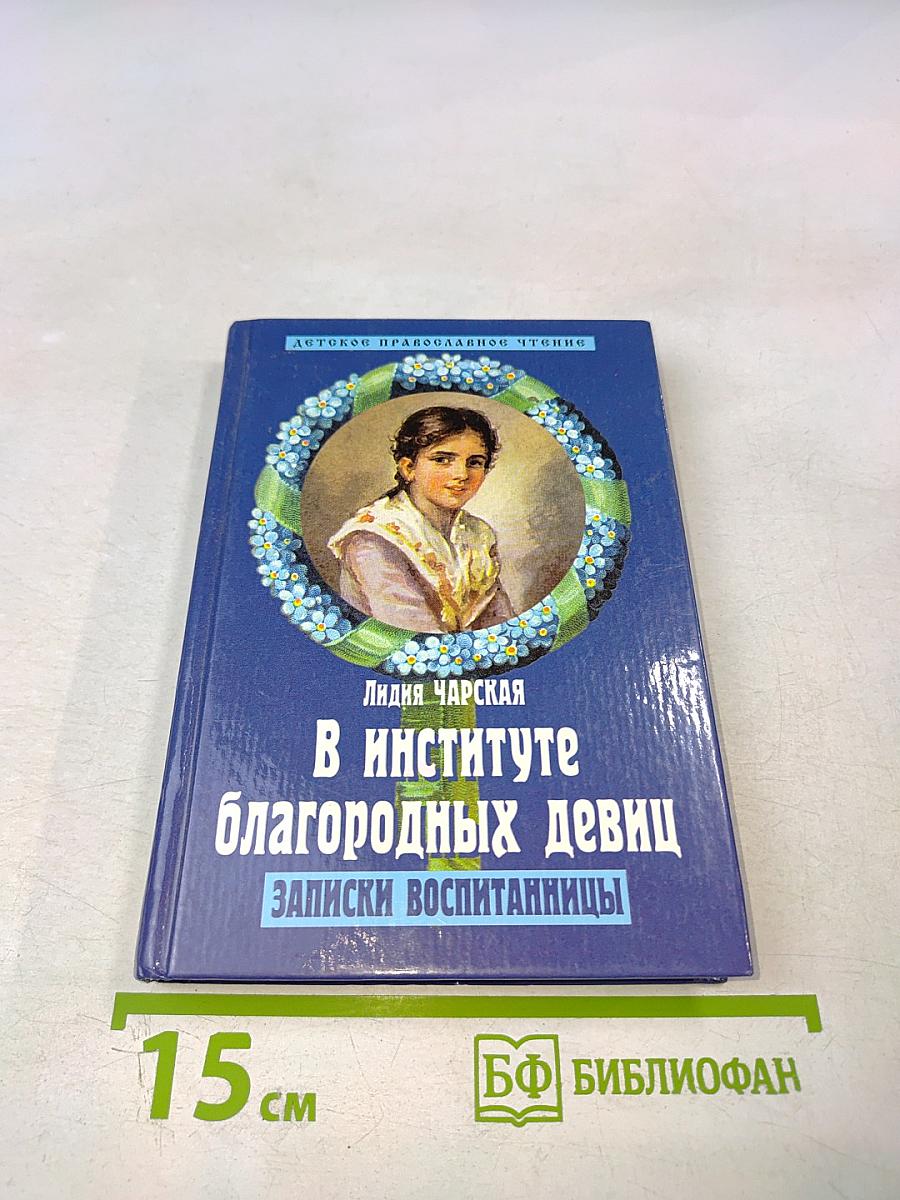 ДЕТСКОЕ ПРАВОСЛАВНОЕ ЧТЕНИЕ
Лидия ЧАРСКАЯ
В институте
благородных девиц
ЗАПИСКИ ВОСПИТАННИЦЫ
15 см
БФ БИБЛИОФАН